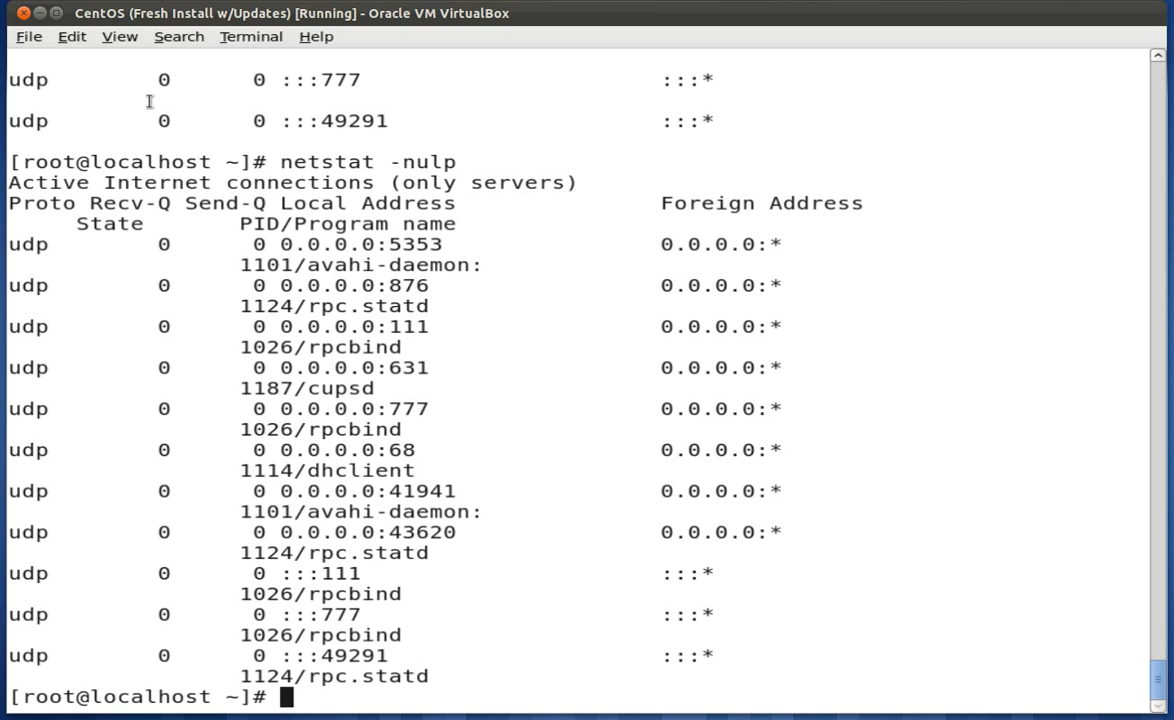 CentOS (Fresh Install w/Updates) [Running] - Oracle VM VirtualBox
File Edit View Search Terminal Help
udp 0 0 :::777 :::*
udp 0 0 :::49291 :::*
[root@localhost ~]# netstat -nulp
Active Internet connections (only servers)
Proto Recv-Q Send-Q Local Address Foreign Address
State PID/Program name
udp 0 0 0.0.0.0:5353 0.0.0.0:*
1101/avahi-daemon:
udp 0 0 0.0.0.0:876 0.0.0.0:*
1124/rpc.statd
udp 0 0 0.0.0.0:111 0.0.0.0:*
1026/rpcbind
udp 0 0 0.0.0.0:631 0.0.0.0:*
1187/cupsd
udp 0 0 0.0.0.0:777 0.0.0.0:*
1026/rpcbind
udp 0 0 0.0.0.0:68 0.0.0.0:*
1114/dhclient
udp 0 0 0.0.0.0:41941 0.0.0.0:*
1101/avahi-daemon:
udp 0 0 0.0.0.0:43620 0.0.0.0:*
1124/rpc.statd
udp 0 0 :::111 :::*
1026/rpcbind
udp 0 0 :::777 :::*
1026/rpcbind
udp 0 0 :::49291 :::*
1124/rpc.statd
[root@localhost ~]#